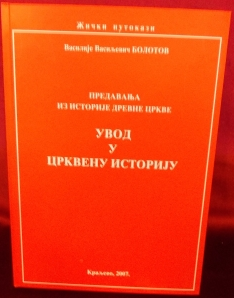 Жички путокази
Василије Васиљевич БОЛОТОВ
ПРЕДАВАЊА
ИЗ ИСТОРИЈЕ ДРЕВНЕ ЦРКВЕ
УВОД
У
ЦРКВЕНУ ИСТОРИЈУ
Краљево, 2007.